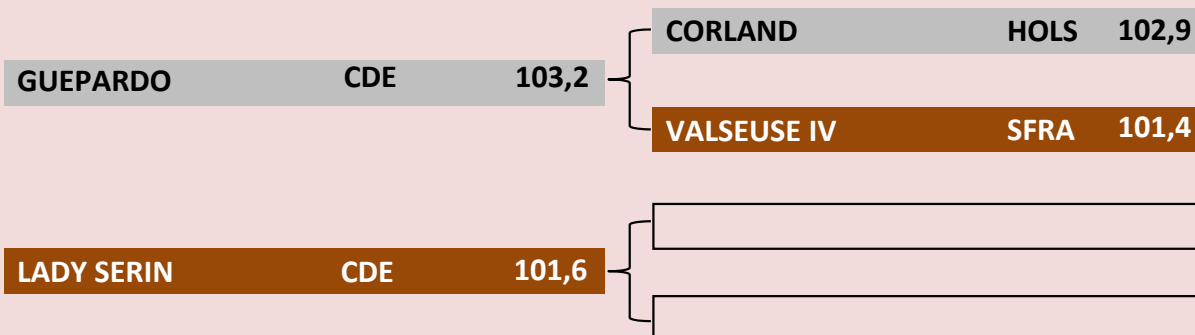 CORLAND HOLS 102,9
GUEPARDO CDE 103,2
VALSEUSE IV SFRA 101,4
LADY SERIN CDE 101,6